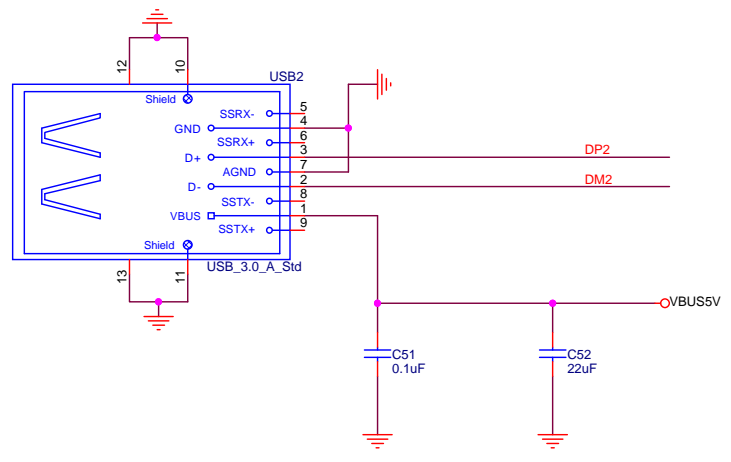 12
10
USB2
Shield
SSRX-
5
GND
4
SSRX+
6
D+
3
DP2
AGND
7
D-
2
DM2
SSTX-
8
VBUS
1
SSTX+
9
Shield
USB_3.0_A_Std
13
11
VBUS5V
C51
0.1uF
C52
22uF